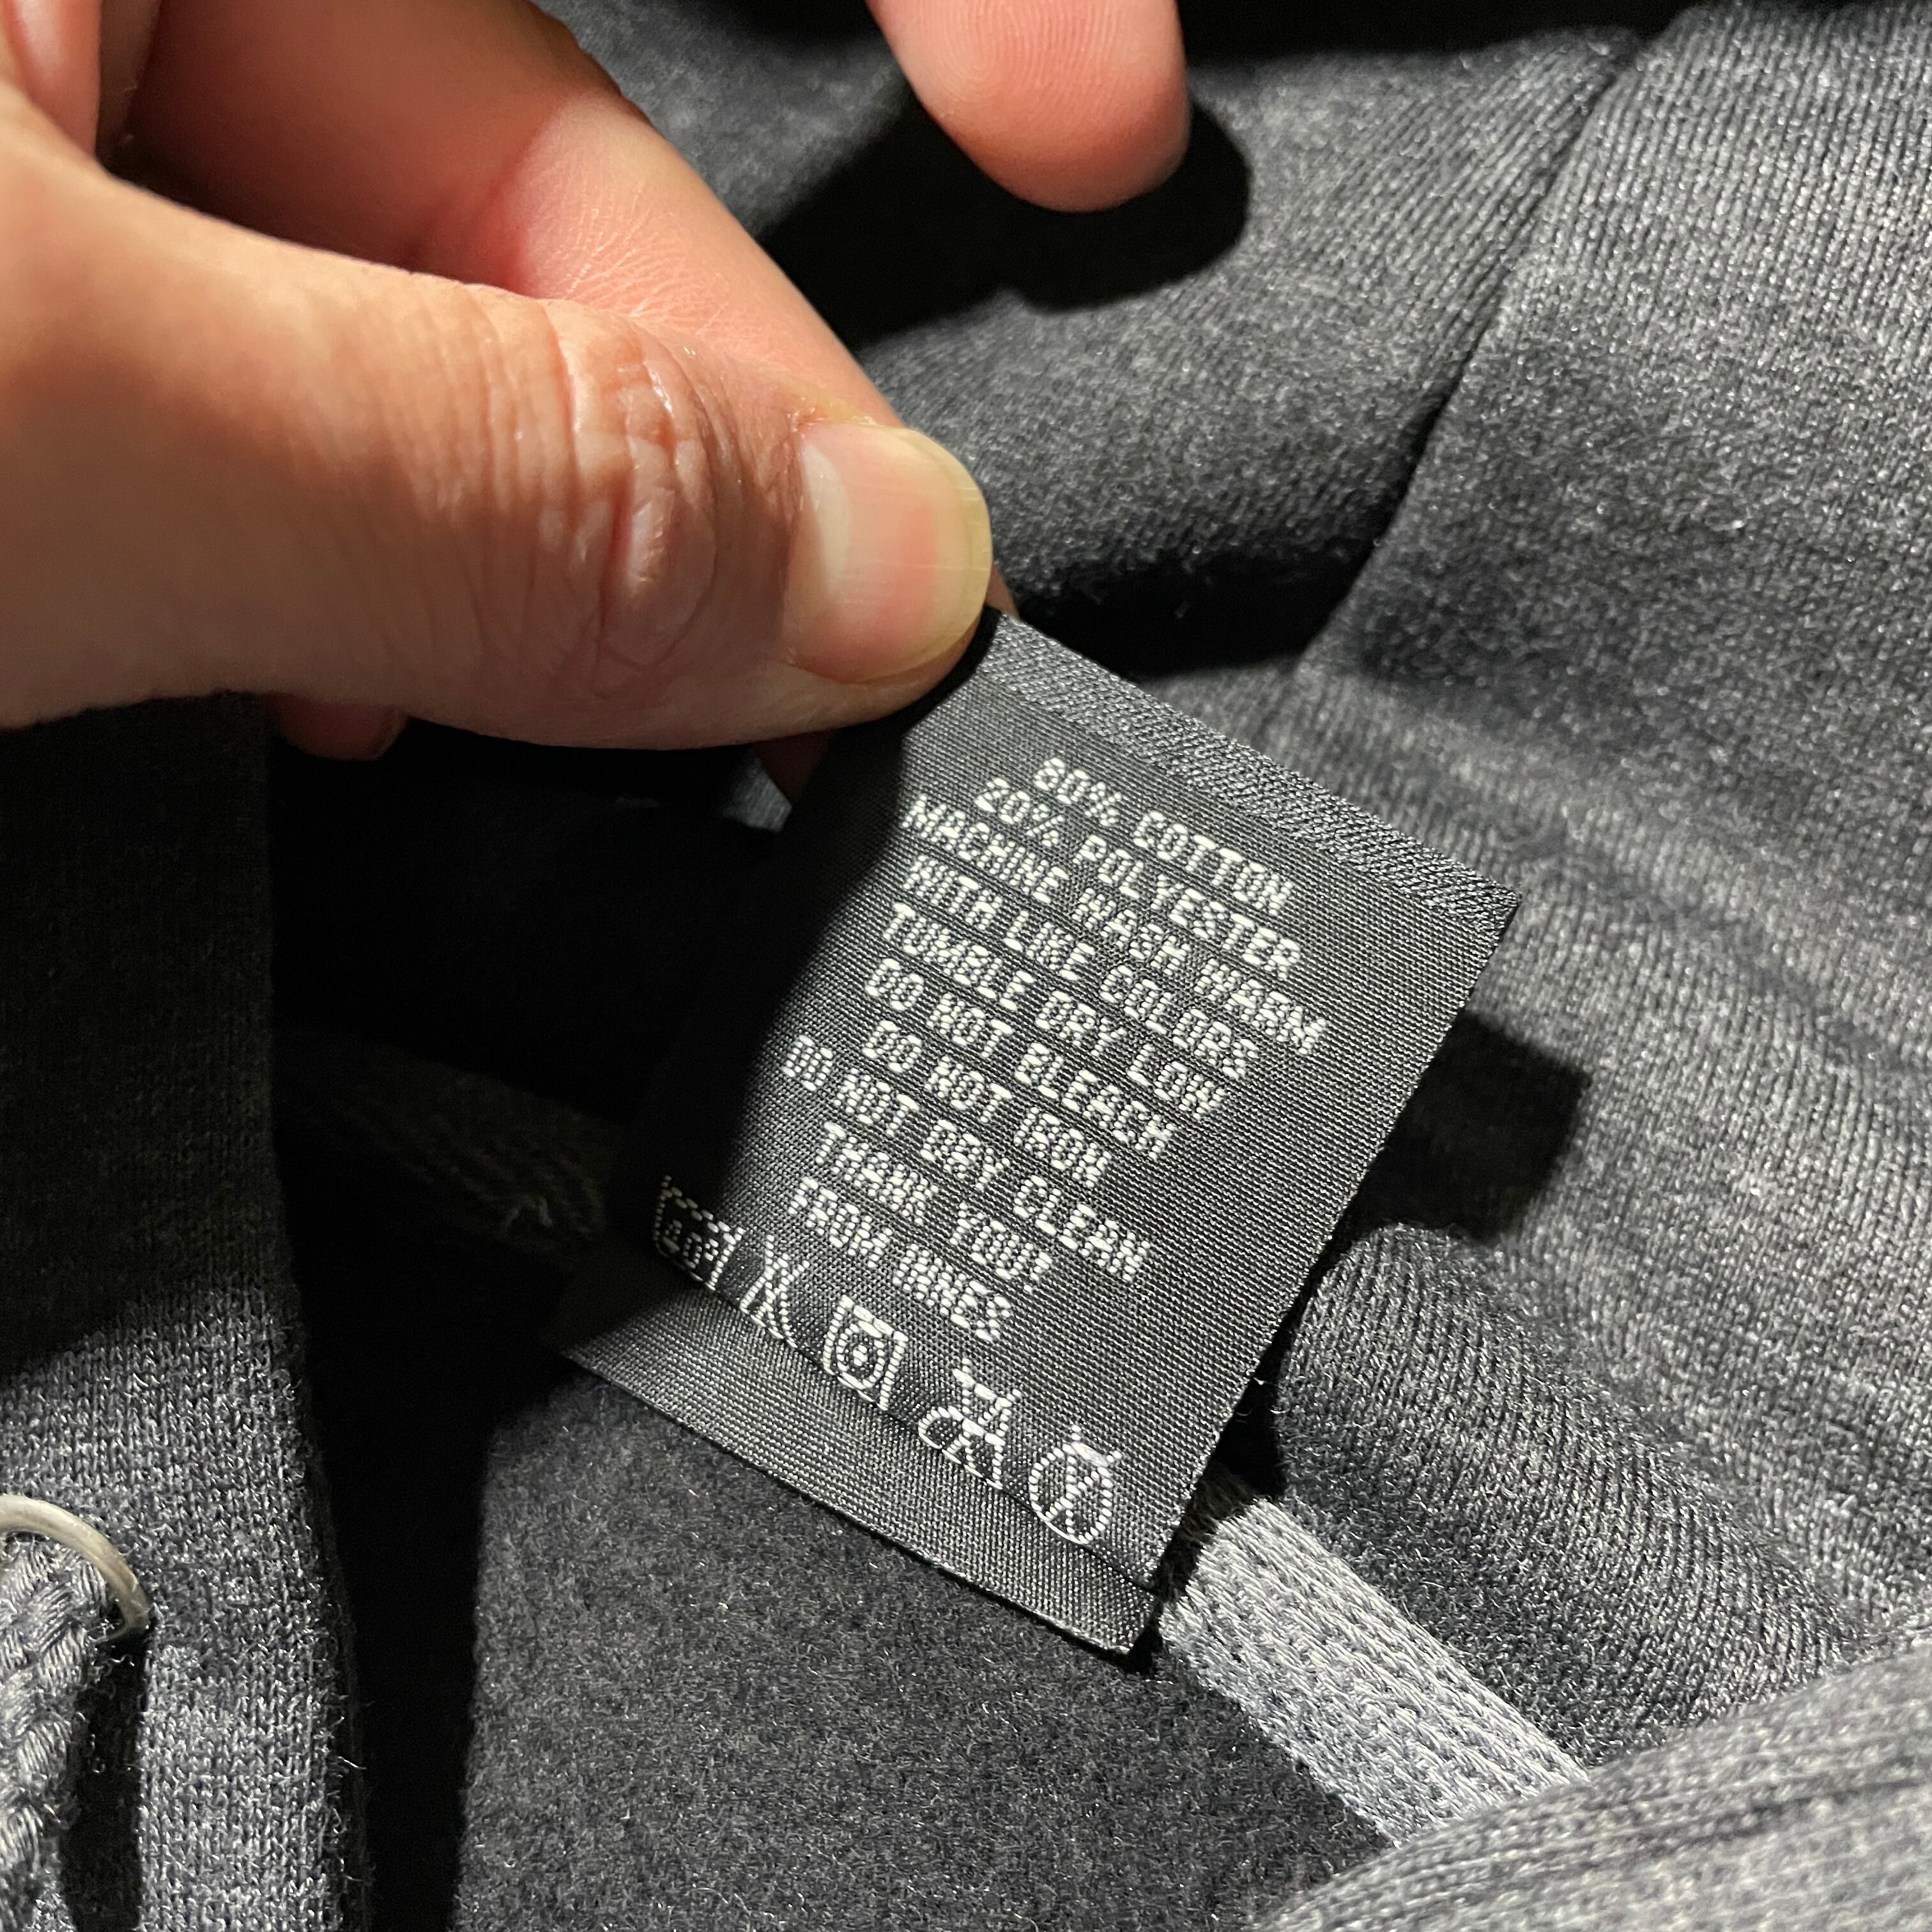 80% COTTON
20% POLYESTER
MACHINE WASH WARM
WITH LIKE COLORS
TUMBLE DRY LOW
DO NOT BLEACH
DO NOT IRON
DO NOT DRY CLEAN
THANK YOU!
FROM